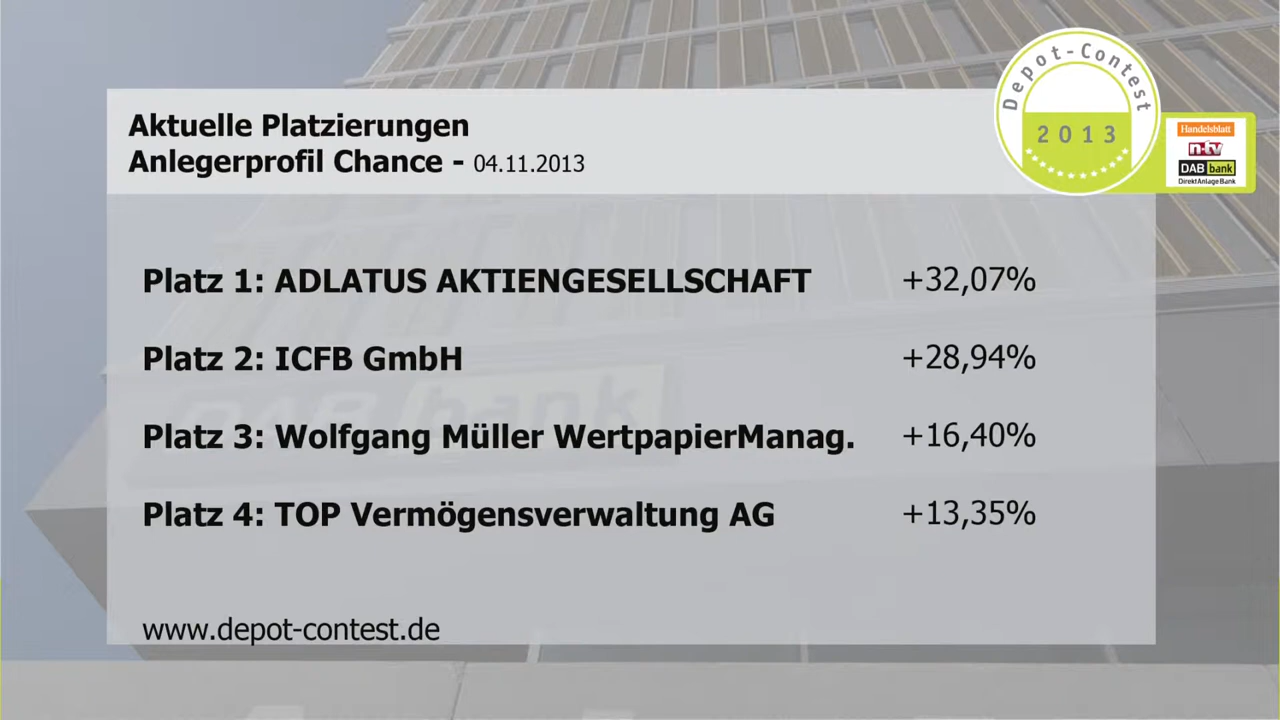 Aktuelle Platzierungen
Anlegerprofil Chance - 04.11.2013
Depot-Contest
2013
Handelsblatt
n-tv
DAB bank
DirektAnlageBank
Platz 1: ADLATUS AKTIENGESELLSCHAFT +32,07%
Platz 2: ICFB GmbH +28,94%
Platz 3: Wolfgang Müller WertpapierManag. +16,40%
Platz 4: TOP Vermögensverwaltung AG +13,35%
DAB bank
www.depot-contest.de